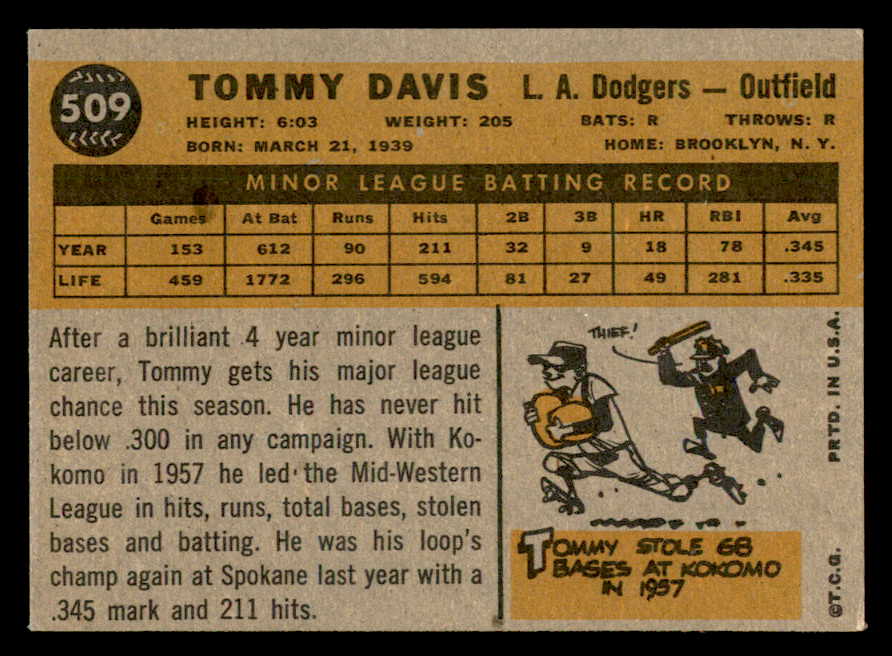 509
TOMMY DAVIS L. A. Dodgers — Outfield
HEIGHT: 6:03 WEIGHT: 205 BATS: R THROWS: R
BORN: MARCH 21, 1939 HOME: BROOKLYN, N. Y.
MINOR LEAGUE BATTING RECORD
Games At Bat Runs Hits 2B 3B HR RBI Avg
YEAR 153 612 90 211 32 9 18 78 .345
LIFE 459 1772 296 594 81 27 49 281 .335
After a brilliant 4 year minor league
career, Tommy gets his major league
chance this season. He has never hit
below .300 in any campaign. With Ko-
komo in 1957 he led the Mid-Western
League in hits, runs, total bases, stolen
bases and batting. He was his loop's
champ again at Spokane last year with a
.345 mark and 211 hits.
THIEF!
TOMMY STOLE 68
BASES AT KOKOMO
IN 1957
©T.C.G. PRTD. IN U.S.A.